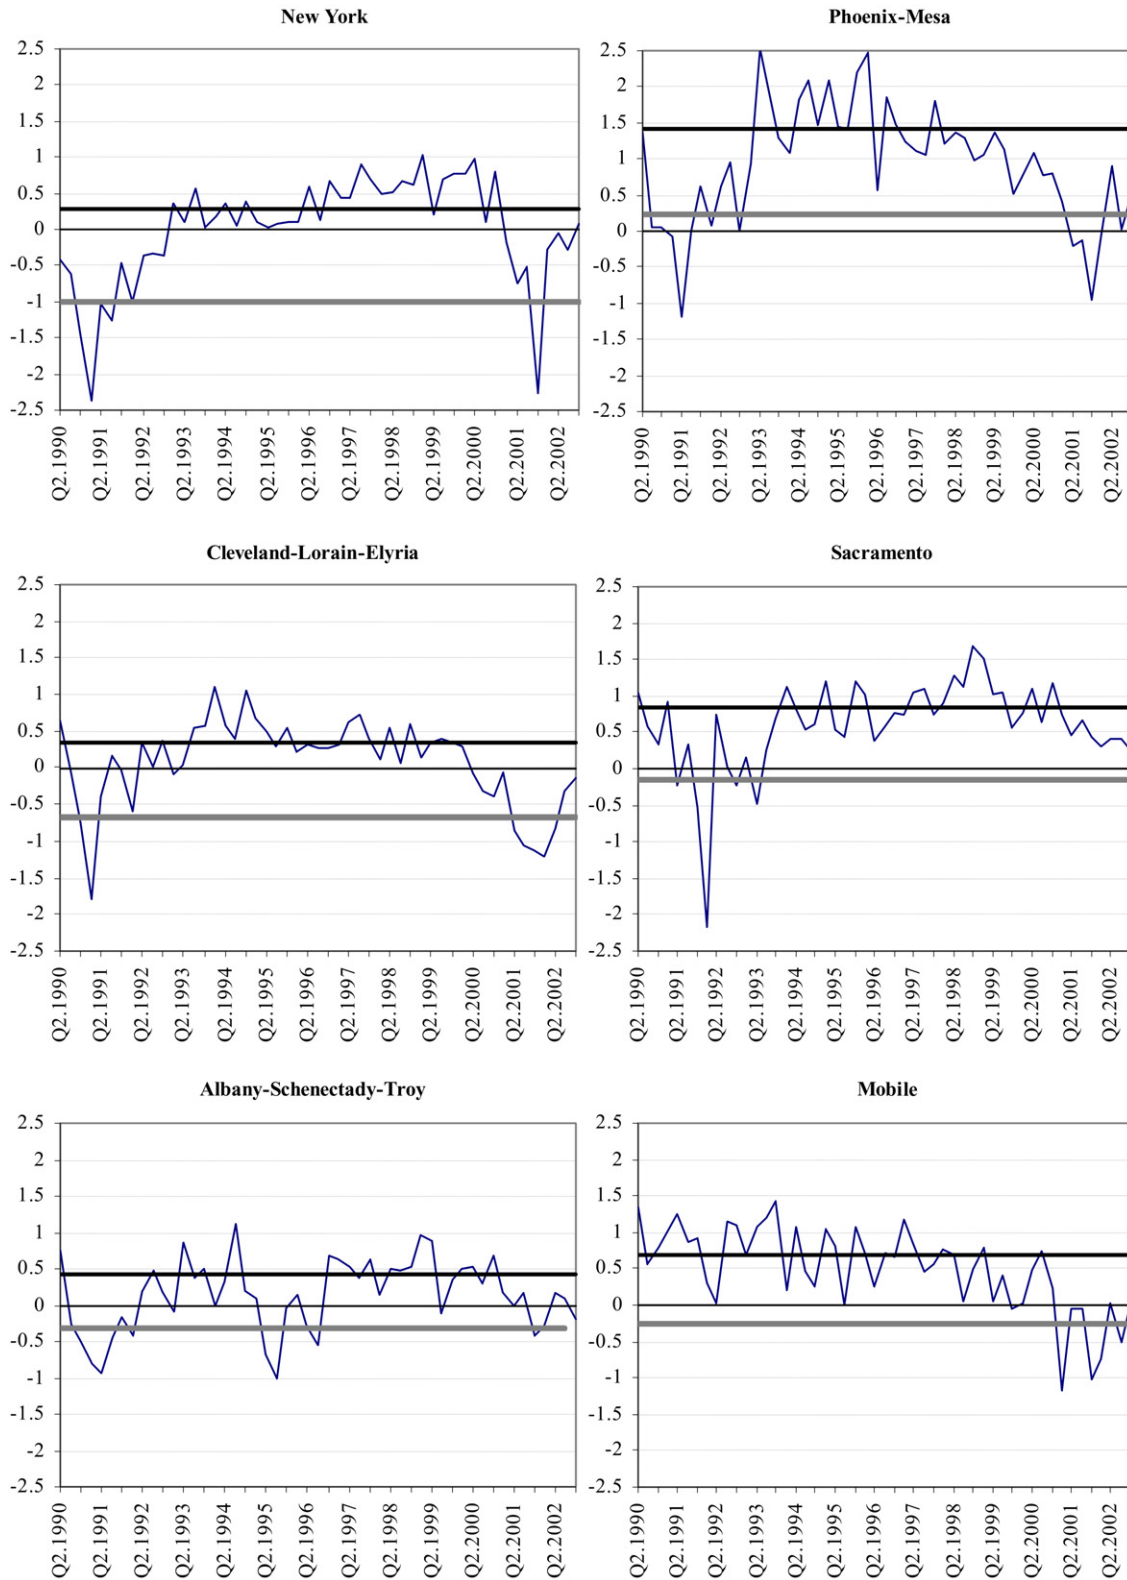 New York
2.5
2
1.5
1
0.5
0
-0.5
-1
-1.5
-2
-2.5
Q2.1990
Q2.1991
Q2.1992
Q2.1993
Q2.1994
Q2.1995
Q2.1996
Q2.1997
Q2.1998
Q2.1999
Q2.2000
Q2.2001
Q2.2002
Phoenix-Mesa
2.5
2
1.5
1
0.5
0
-0.5
-1
-1.5
-2
-2.5
Q2.1990
Q2.1991
Q2.1992
Q2.1993
Q2.1994
Q2.1995
Q2.1996
Q2.1997
Q2.1998
Q2.1999
Q2.2000
Q2.2001
Q2.2002
Cleveland-Lorain-Elyria
2.5
2
1.5
1
0.5
0
-0.5
-1
-1.5
-2
-2.5
Q2.1990
Q2.1991
Q2.1992
Q2.1993
Q2.1994
Q2.1995
Q2.1996
Q2.1997
Q2.1998
Q2.1999
Q2.2000
Q2.2001
Q2.2002
Sacramento
2.5
2
1.5
1
0.5
0
-0.5
-1
-1.5
-2
-2.5
Q2.1990
Q2.1991
Q2.1992
Q2.1993
Q2.1994
Q2.1995
Q2.1996
Q2.1997
Q2.1998
Q2.1999
Q2.2000
Q2.2001
Q2.2002
Albany-Schenectady-Troy
2.5
2
1.5
1
0.5
0
-0.5
-1
-1.5
-2
-2.5
Q2.1990
Q2.1991
Q2.1992
Q2.1993
Q2.1994
Q2.1995
Q2.1996
Q2.1997
Q2.1998
Q2.1999
Q2.2000
Q2.2001
Q2.2002
Mobile
2.5
2
1.5
1
0.5
0
-0.5
-1
-1.5
-2
-2.5
Q2.1990
Q2.1991
Q2.1992
Q2.1993
Q2.1994
Q2.1995
Q2.1996
Q2.1997
Q2.1998
Q2.1999
Q2.2000
Q2.2001
Q2.2002